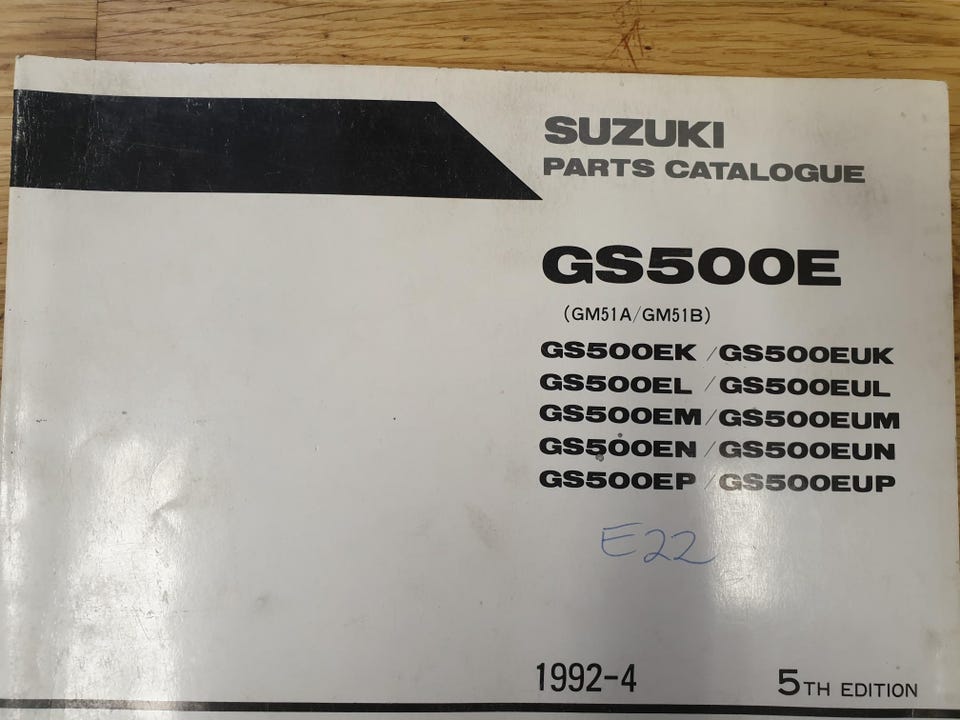 SUZUKI
PARTS CATALOGUE
GS500E
(GM51A/GM51B)
GS500EK / GS500EUK
GS500EL / GS500EUL
GS500EM / GS500EUM
GS500EN / GS500EUN
GS500EP / GS500EUP
E22
1992-4 5TH EDITION